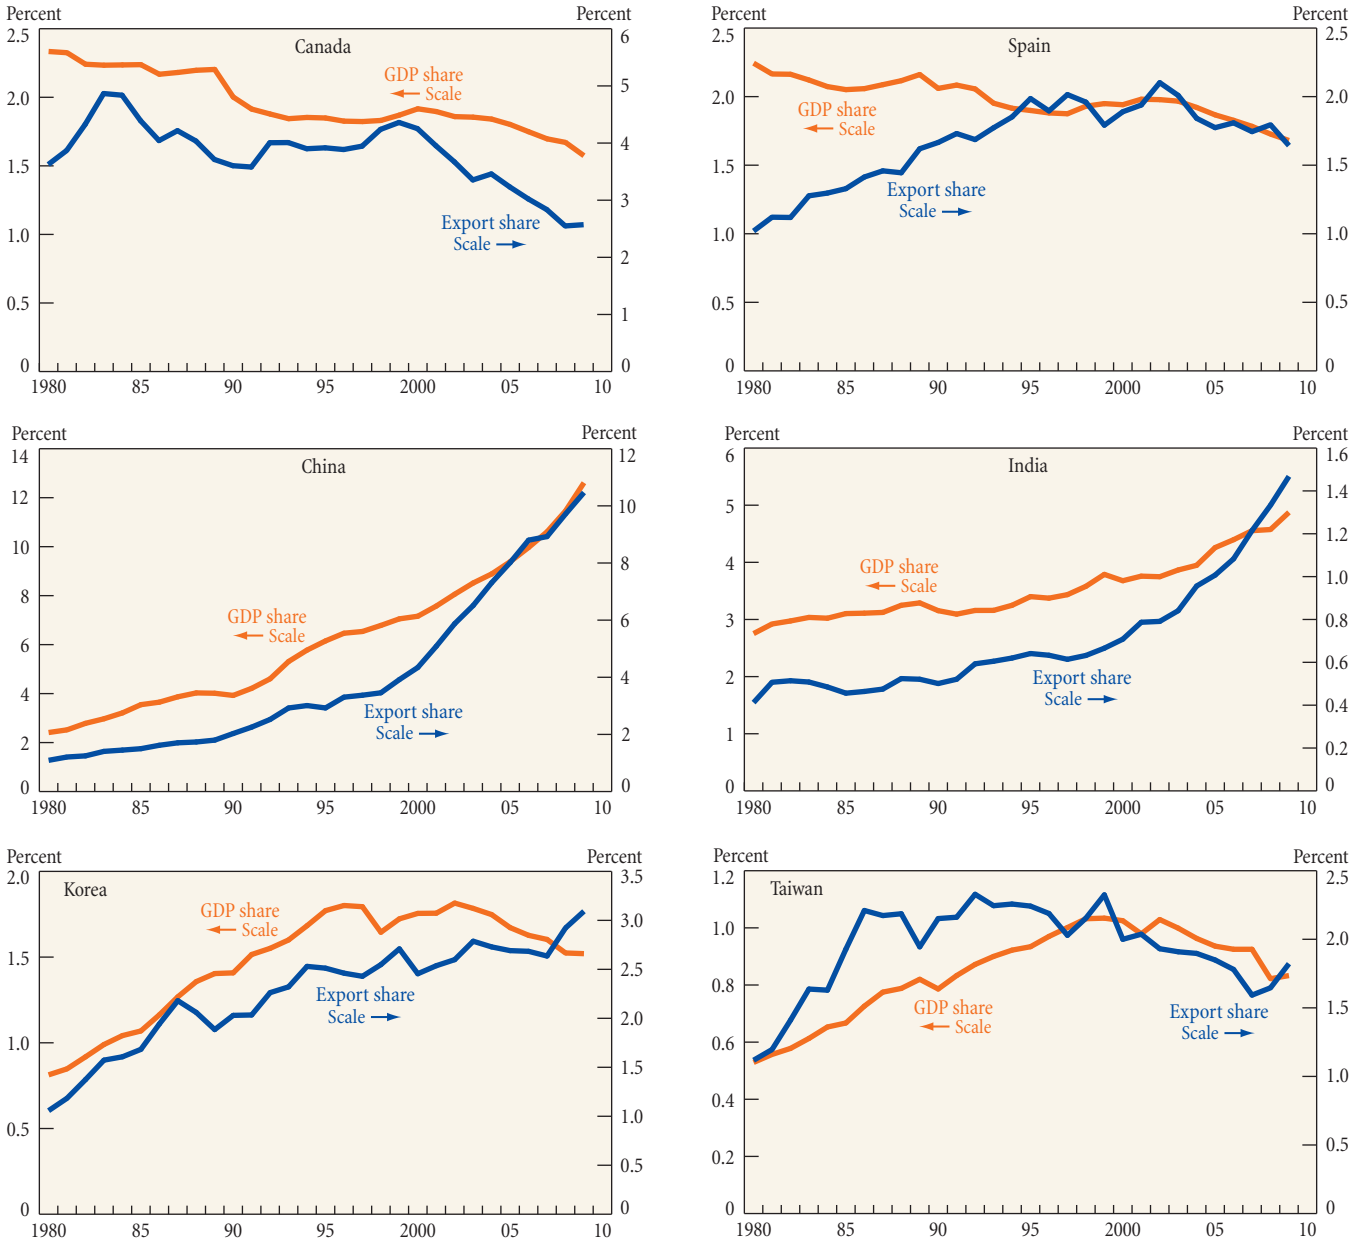 Percent Percent
2.5 6
Canada
GDP share
Scale
5
2.0
4
1.5
3
Export share
Scale
1.0
2
0.5
1
0 0
1980 85 90 95 2000 05 10
Percent Percent
2.5 2.5
Spain
GDP share
Scale
2.0 2.0
1.5 1.5
Export share
Scale
1.0 1.0
0.5 0.5
0 0
1980 85 90 95 2000 05 10
Percent Percent
14 12
China
12
10
10
8
8
GDP share
Scale
6
6
4
4
Export share
Scale
2
2
0 0
1980 85 90 95 2000 05 10
Percent Percent
6 1.6
India
1.4
5
1.2
4
GDP share
Scale
1.0
3
0.8
0.6
Export share
Scale
2
0.4
1
0.2
0 0
1980 85 90 95 2000 05 10
Percent Percent
2.0 3.5
Korea
GDP share
Scale
3.0
1.5
2.5
Export share
Scale
2.0
1.0
1.5
1.0
0.5
0.5
0 0
1980 85 90 95 2000 05 10
Percent Percent
1.2 2.5
Taiwan
1.0
2.0
0.8
GDP share
Scale
Export share
Scale
1.5
0.6
1.0
0.4
0.5
0.2
0 0
1980 85 90 95 2000 05 10